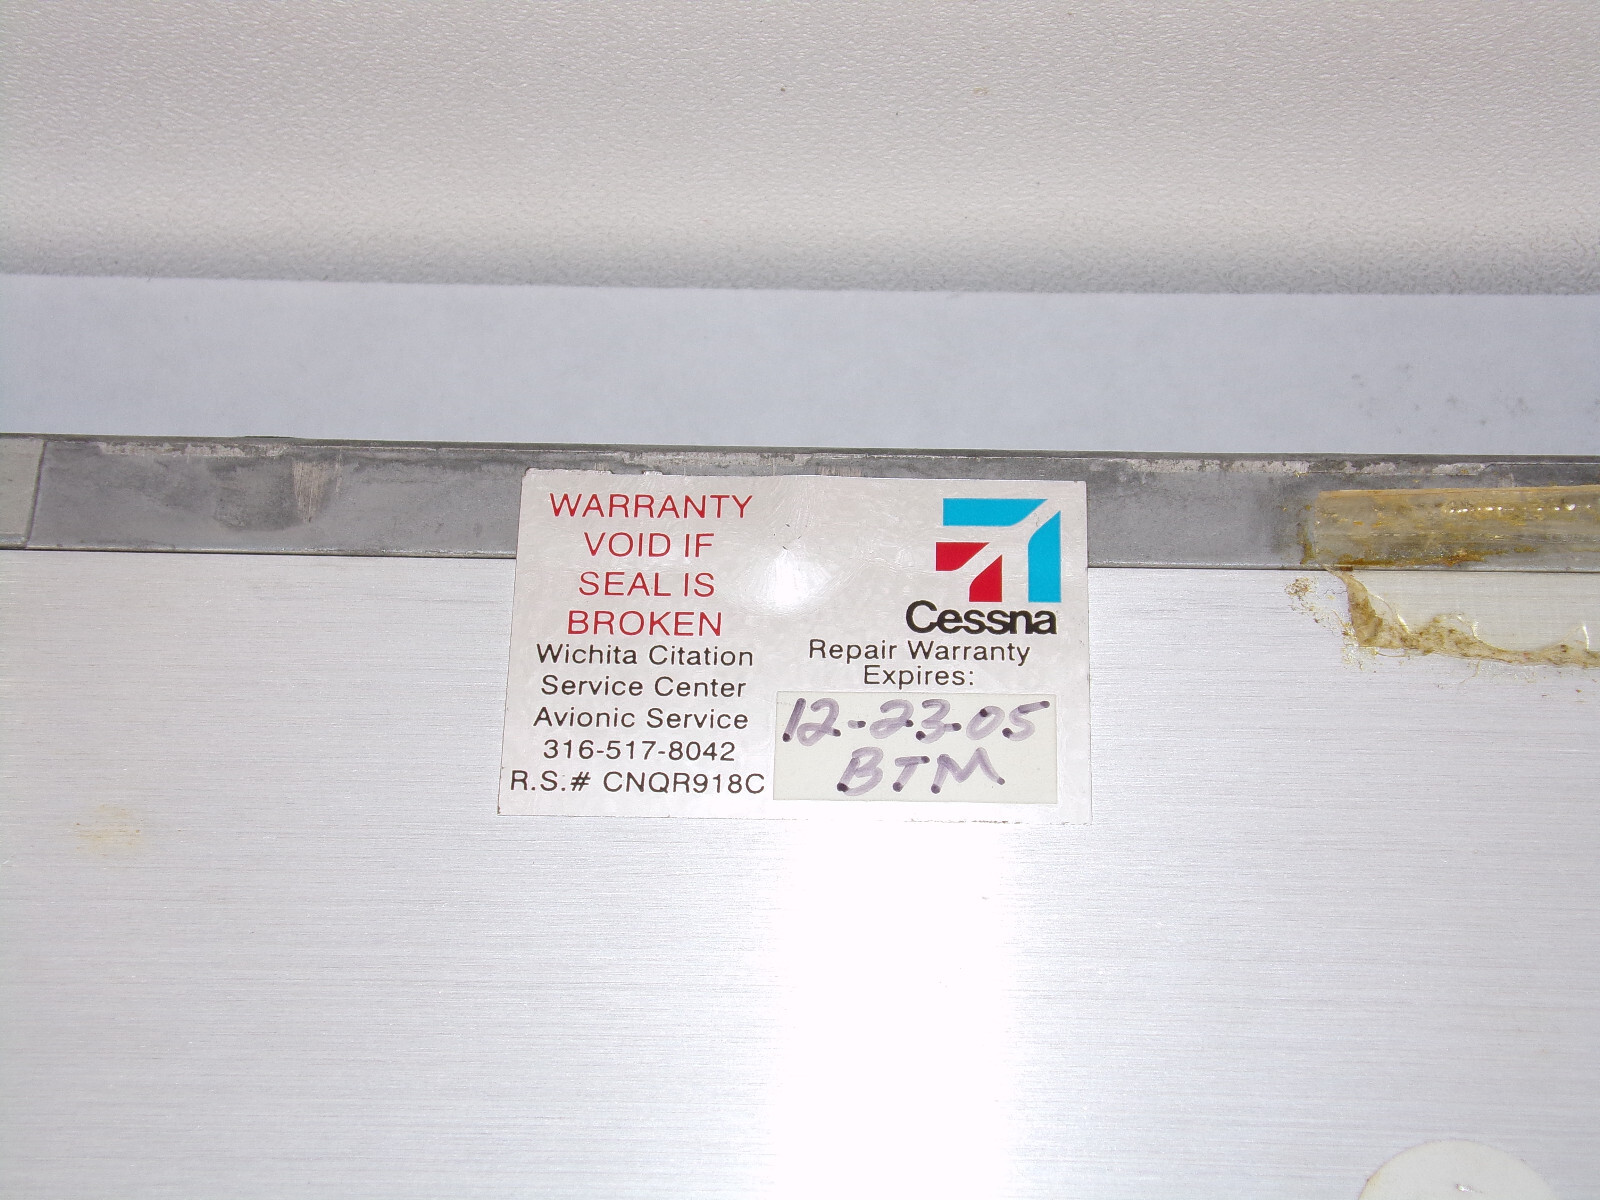 WARRANTY
VOID IF
SEAL IS
BROKEN
Wichita Citation
Service Center
Avionic Service
316-517-8042
R.S.# CNQR918C
Cessna
Repair Warranty
Expires:
12-23-05
BTM